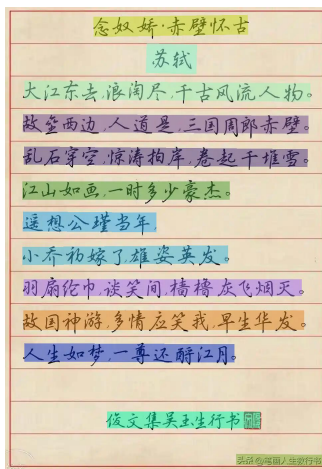 念奴娇·赤壁怀古
苏轼
大江东去,浪淘尽,千古风流人物。
故垒西边,人道是,三国周郎赤壁。
乱石穿空,惊涛拍岸,卷起千堆雪。
江山如画,一时多少豪杰。
遥想公瑾当年,
小乔初嫁了,雄姿英发。
羽扇纶巾,谈笑间,樯橹灰飞烟灭。
故国神游,多情应笑我,早生华发。
人生如梦,一尊还酹江月。
俊文集吴玉生行书